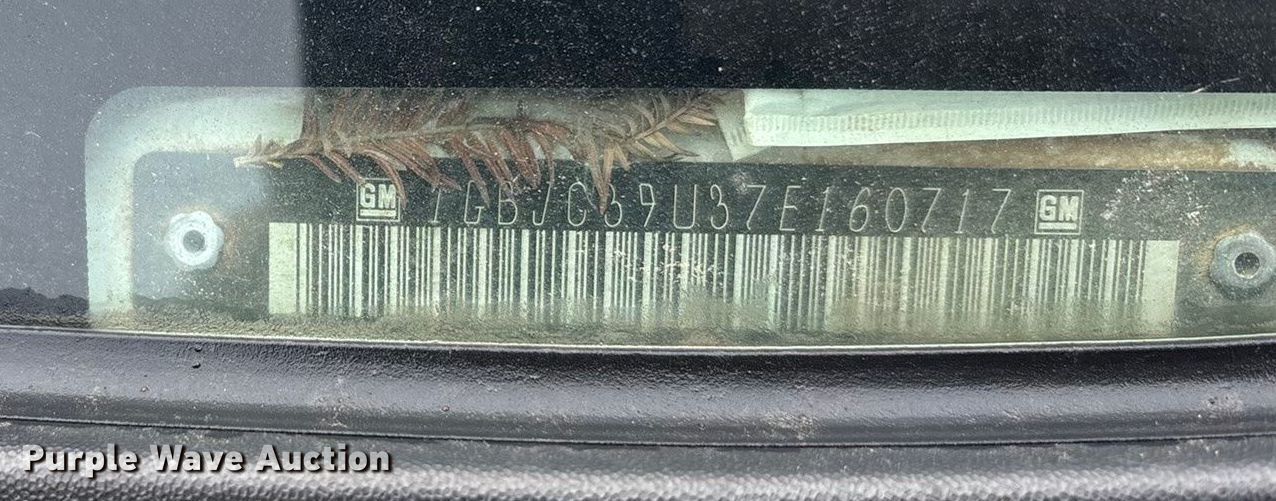 GM 1GBJC39U37E160717 GM
Purple Wave Auction